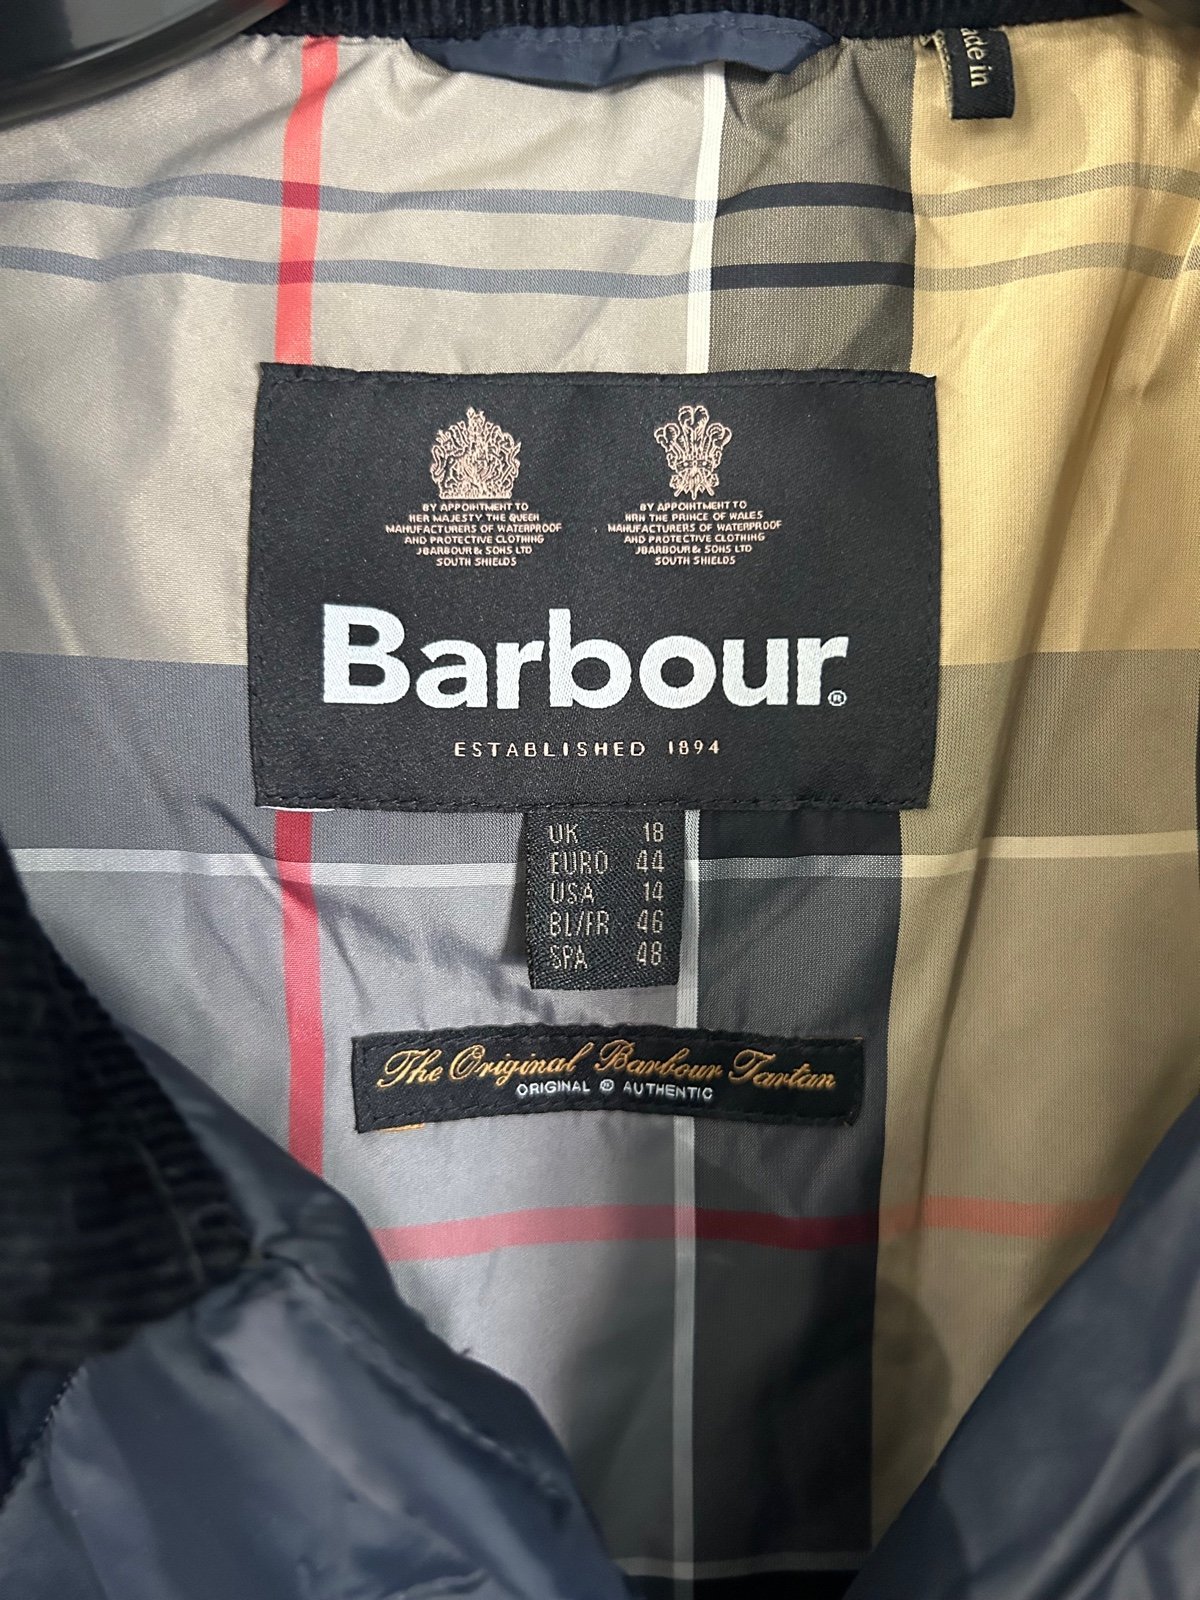 ade in
BY APPOINTMENT TO
HER MAJESTY THE QUEEN
MANUFACTURERS OF WATERPROOF
AND PROTECTIVE CLOTHING
J BARBOUR & SONS LTD
SOUTH SHIELDS
BY APPOINTMENT TO
HRH THE PRINCE OF WALES
MANUFACTURERS OF WATERPROOF
AND PROTECTIVE CLOTHING
J BARBOUR & SONS LTD
SOUTH SHIELDS
Barbour®
ESTABLISHED 1894
UK 18
EURO 44
USA 14
BL/FR 46
SPA 48
The Original Barbour Tartan
ORIGINAL ® AUTHENTIC